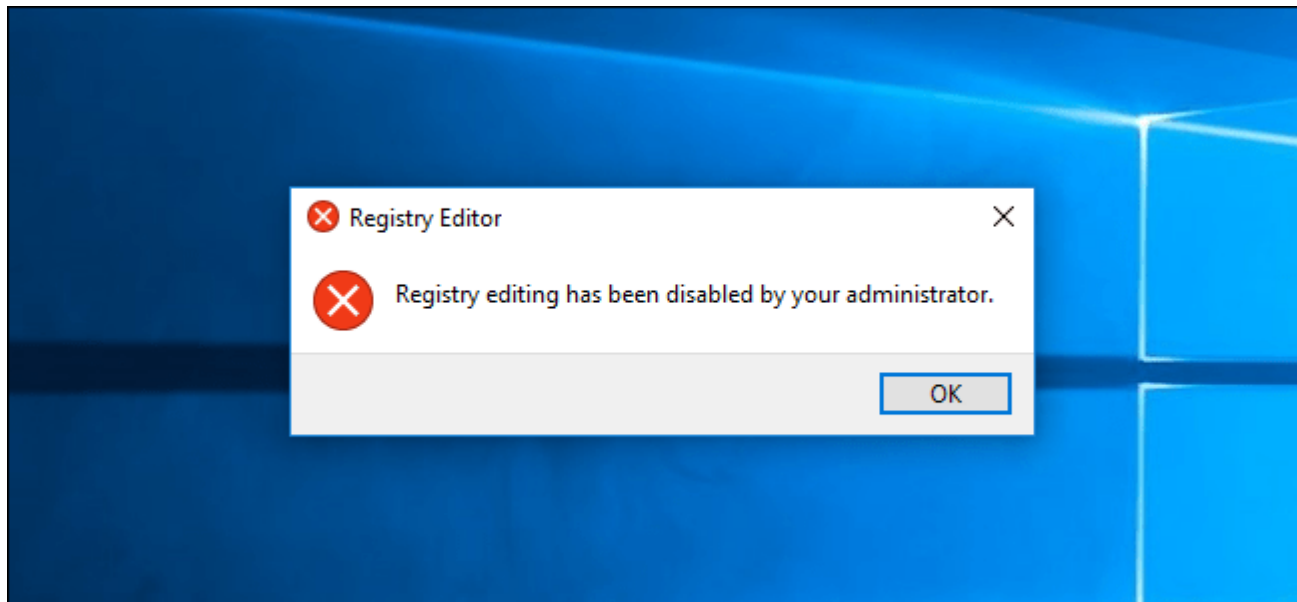 Registry Editor
Registry editing has been disabled by your administrator.
OK